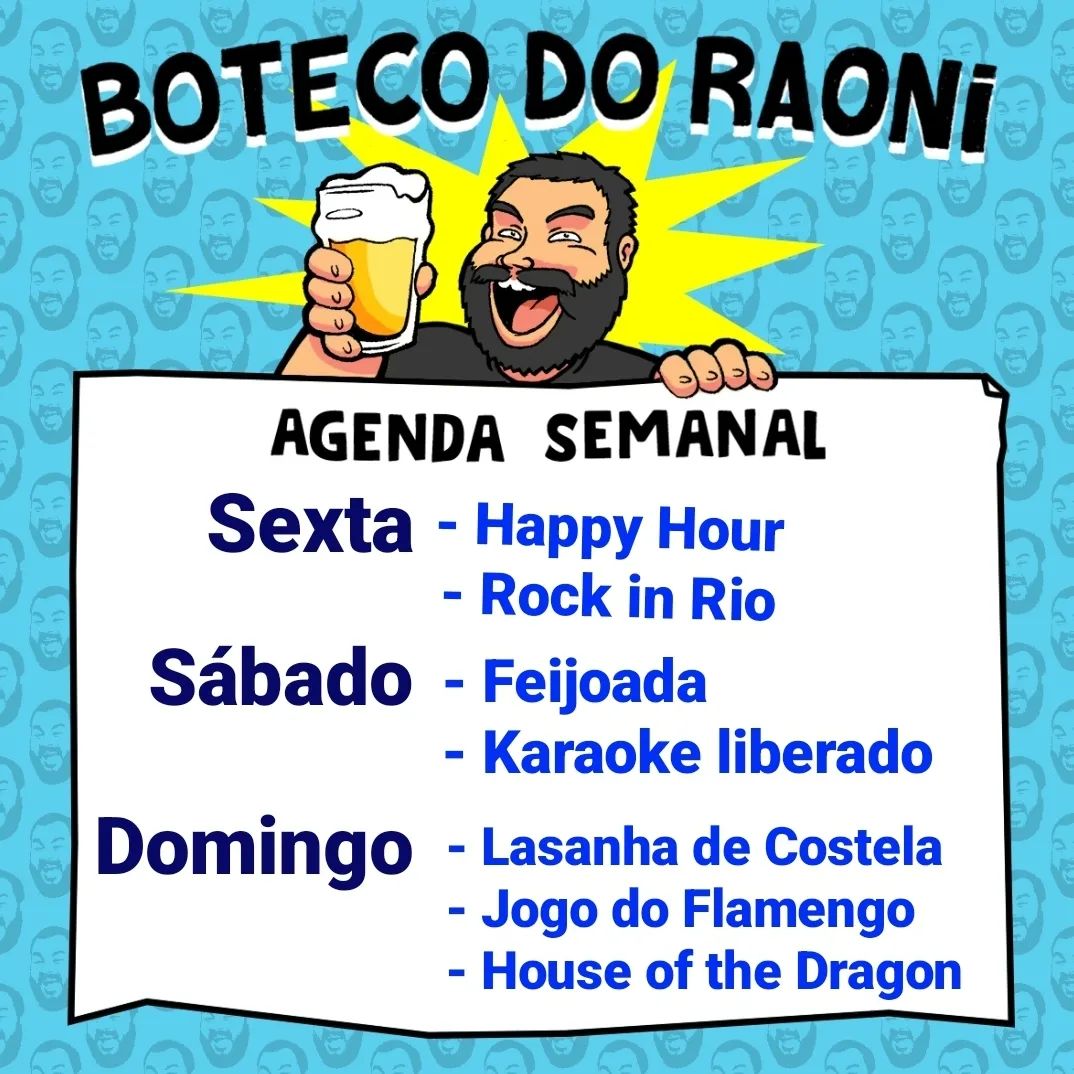 BOTECO DO RAONi
AGENDA SEMANAL
Sexta - Happy Hour
- Rock in Rio
Sábado - Feijoada
- Karaoke liberado
Domingo - Lasanha de Costela
- Jogo do Flamengo
- House of the Dragon